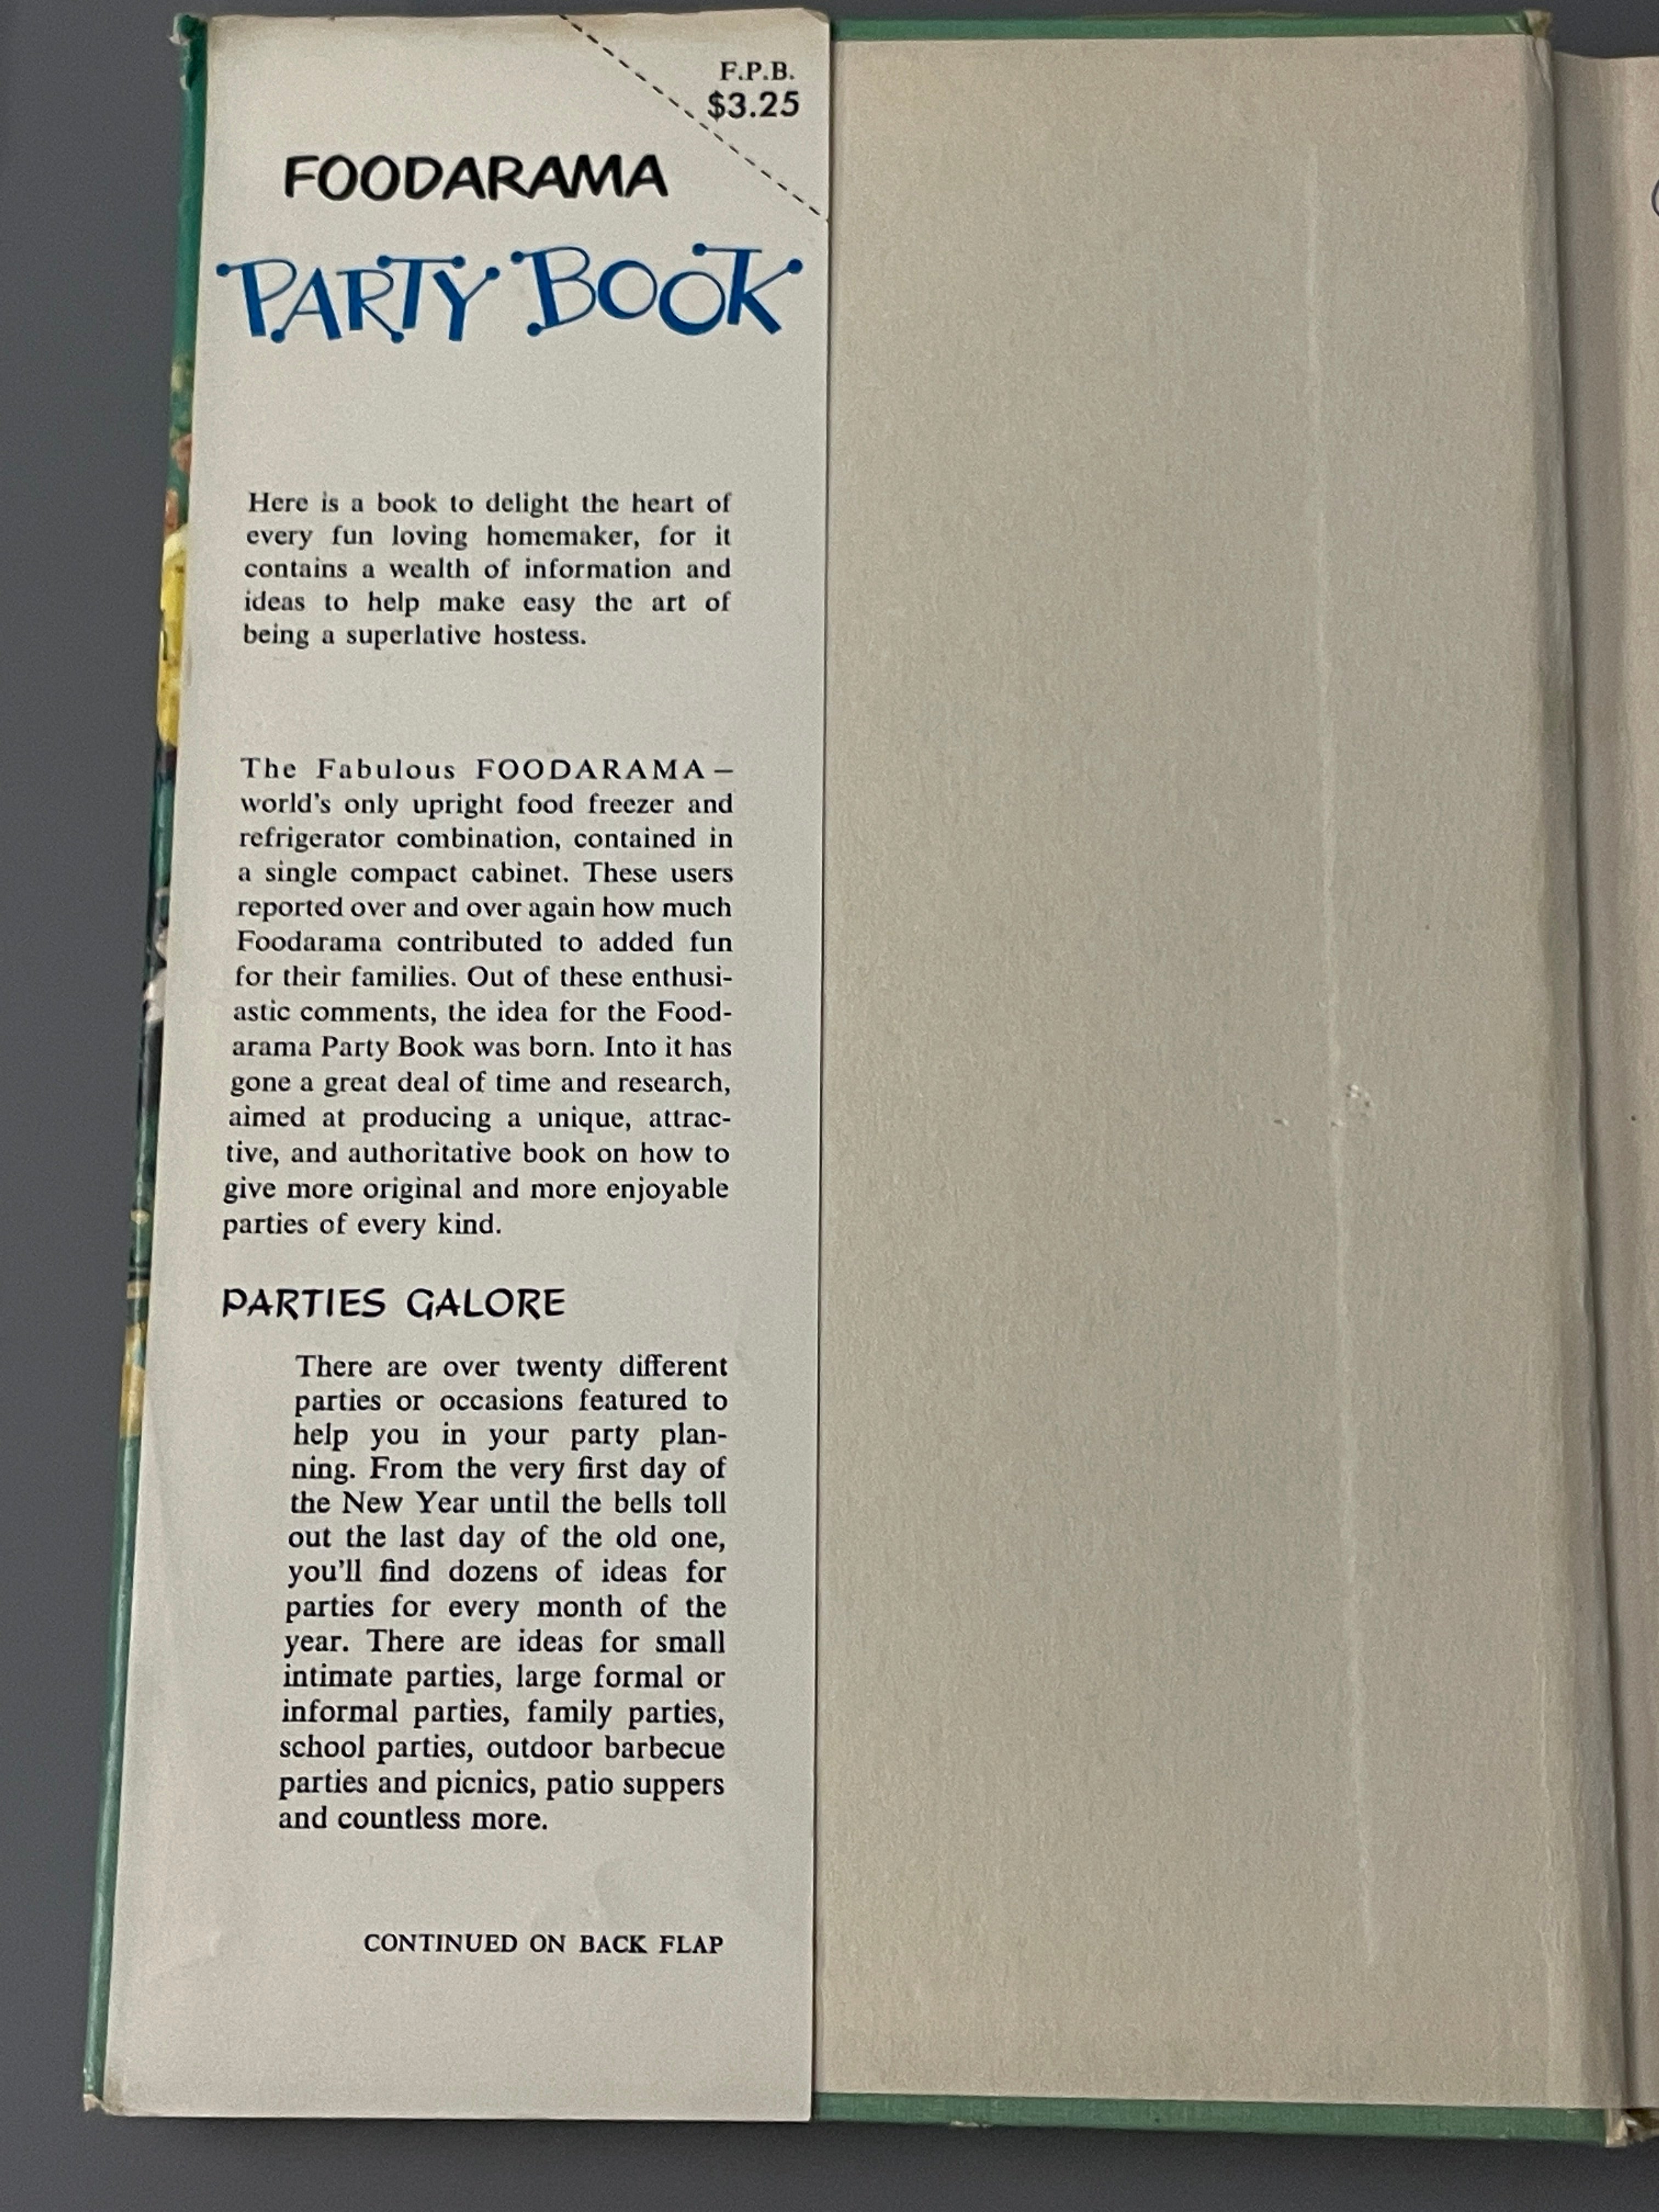 F.P.B.
$3.25
FOODARAMA
PARTY BOOK
Here is a book to delight the heart of
every fun loving homemaker, for it
contains a wealth of information and
ideas to help make easy the art of
being a superlative hostess.
The Fabulous FOODARAMA —
world's only upright food freezer and
refrigerator combination, contained in
a single compact cabinet. These users
reported over and over again how much
Foodarama contributed to added fun
for their families. Out of these enthusi-
astic comments, the idea for the Food-
arama Party Book was born. Into it has
gone a great deal of time and research,
aimed at producing a unique, attrac-
tive, and authoritative book on how to
give more original and more enjoyable
parties of every kind.
PARTIES GALORE
There are over twenty different
parties or occasions featured to
help you in your party plan-
ning. From the very first day of
the New Year until the bells toll
out the last day of the old one,
you'll find dozens of ideas for
parties for every month of the
year. There are ideas for small
intimate parties, large formal or
informal parties, family parties,
school parties, outdoor barbecue
parties and picnics, patio suppers
and countless more.
CONTINUED ON BACK FLAP